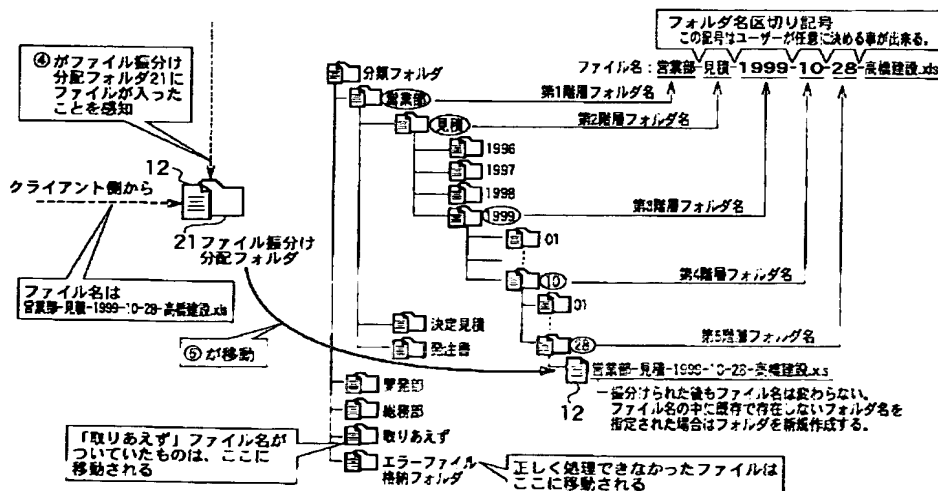 フォルダ名区切り記号
この記号はユーザーが任意に決める事が出来る。
ファイル名：営業部-見積-1999-10-28-高橋建設.xls
④がファイル振分け
分配フォルダ21に
ファイルが入った
ことを感知
分類フォルダ
営業部
第1階層フォルダ名
見積
第2階層フォルダ名
1996
1997
1998
1999
第3階層フォルダ名
01
10
第4階層フォルダ名
01
28
第5階層フォルダ名
12
クライアント側から
21 ファイル振分け
分配フォルダ
ファイル名は
営業部-見積-1999-10-28-高橋建設.xls
⑤が移動
決定見積
発注書
営業部-見積-1999-10-28-高橋建設.xls
12
振分けられた後もファイル名は変わらない。
ファイル名の中に既存で存在しないフォルダ名を
指定された場合はフォルダを新規作成する。
開発部
総務部
取りあえず
エラーファイル
格納フォルダ
「取りあえず」ファイル名が
ついていたものは、ここに
移動される
正しく処理できなかったファイルは
ここに移動される